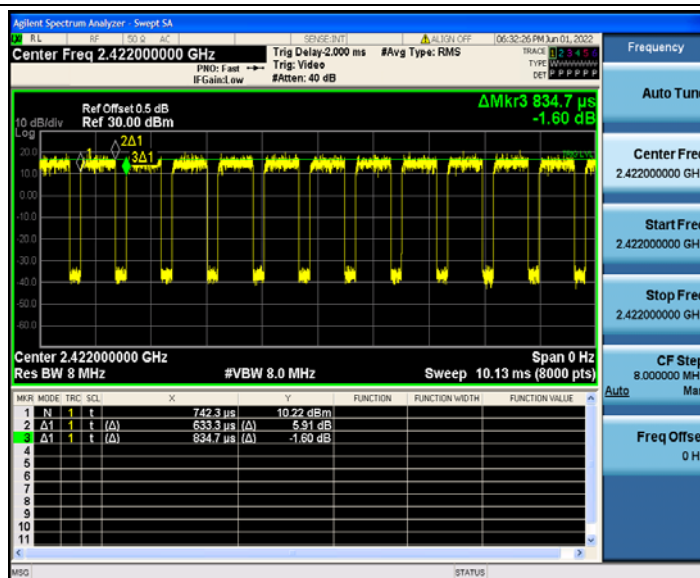 Agilent Spectrum Analyzer - Swept SA
RL RF 50 Ω AC SENSE:INT ALIGN OFF 06:32:26 PM Jun 01, 2022
Center Freq 2.422000000 GHz
PNO: Fast
IFGain:Low
Trig Delay-2.000 ms
Trig: Video
#Atten: 40 dB
#Avg Type: RMS
TRACE 1 2 3 4 5 6
TYPE
DET P P P P P P
ΔMkr3 834.7 µs
-1.60 dB
Ref Offset 0.5 dB
Ref 30.00 dBm
10 dB/div
Log
20.0
10.0
0.00
-10.0
-20.0
-30.0
-40.0
-50.0
-60.0
1
2Δ1
3Δ1
TRIG LVL
Center 2.422000000 GHz Span 0 Hz
Res BW 8 MHz #VBW 8.0 MHz Sweep 10.13 ms (8000 pts)
MKR MODE TRC SCL X Y FUNCTION FUNCTION WIDTH FUNCTION VALUE
1 N 1 t 742.3 µs 10.22 dBm
2 Δ1 1 t (Δ) 633.3 µs (Δ) 5.91 dB
3 Δ1 1 t (Δ) 834.7 µs (Δ) -1.60 dB
4
5
6
7
8
9
10
11
MSG STATUS
Frequency
Auto Tun
Center Fre
2.422000000 GH
Start Fre
2.422000000 GH
Stop Fre
2.422000000 GH
CF Step
8.000000 MH
Auto Ma
Freq Offse
0 H